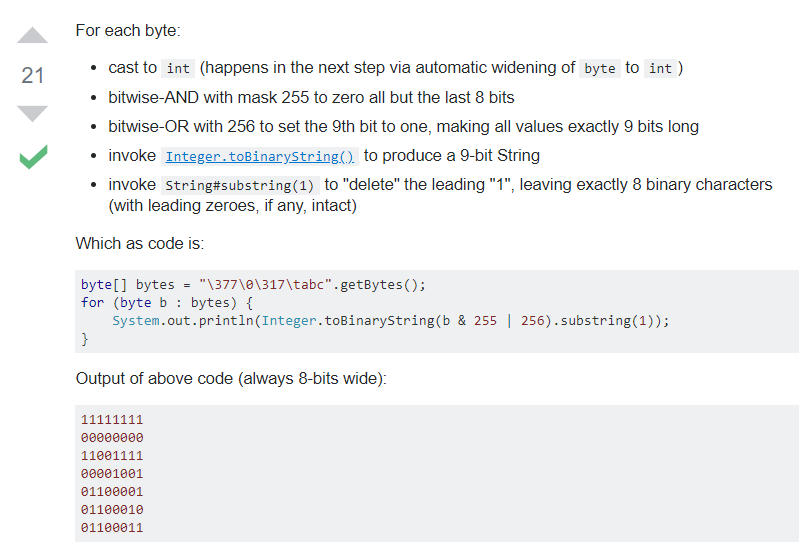 For each byte:
21
• cast to int (happens in the next step via automatic widening of byte to int )
• bitwise-AND with mask 255 to zero all but the last 8 bits
• bitwise-OR with 256 to set the 9th bit to one, making all values exactly 9 bits long
• invoke Integer.toBinaryString() to produce a 9-bit String
• invoke String#substring(1) to "delete" the leading "1", leaving exactly 8 binary characters
(with leading zeroes, if any, intact)
Which as code is:
byte[] bytes = "\377\0\317\tabc".getBytes();
for (byte b : bytes) {
    System.out.println(Integer.toBinaryString(b & 255 | 256).substring(1));
}
Output of above code (always 8-bits wide):
11111111
00000000
11001111
00001001
01100001
01100010
01100011